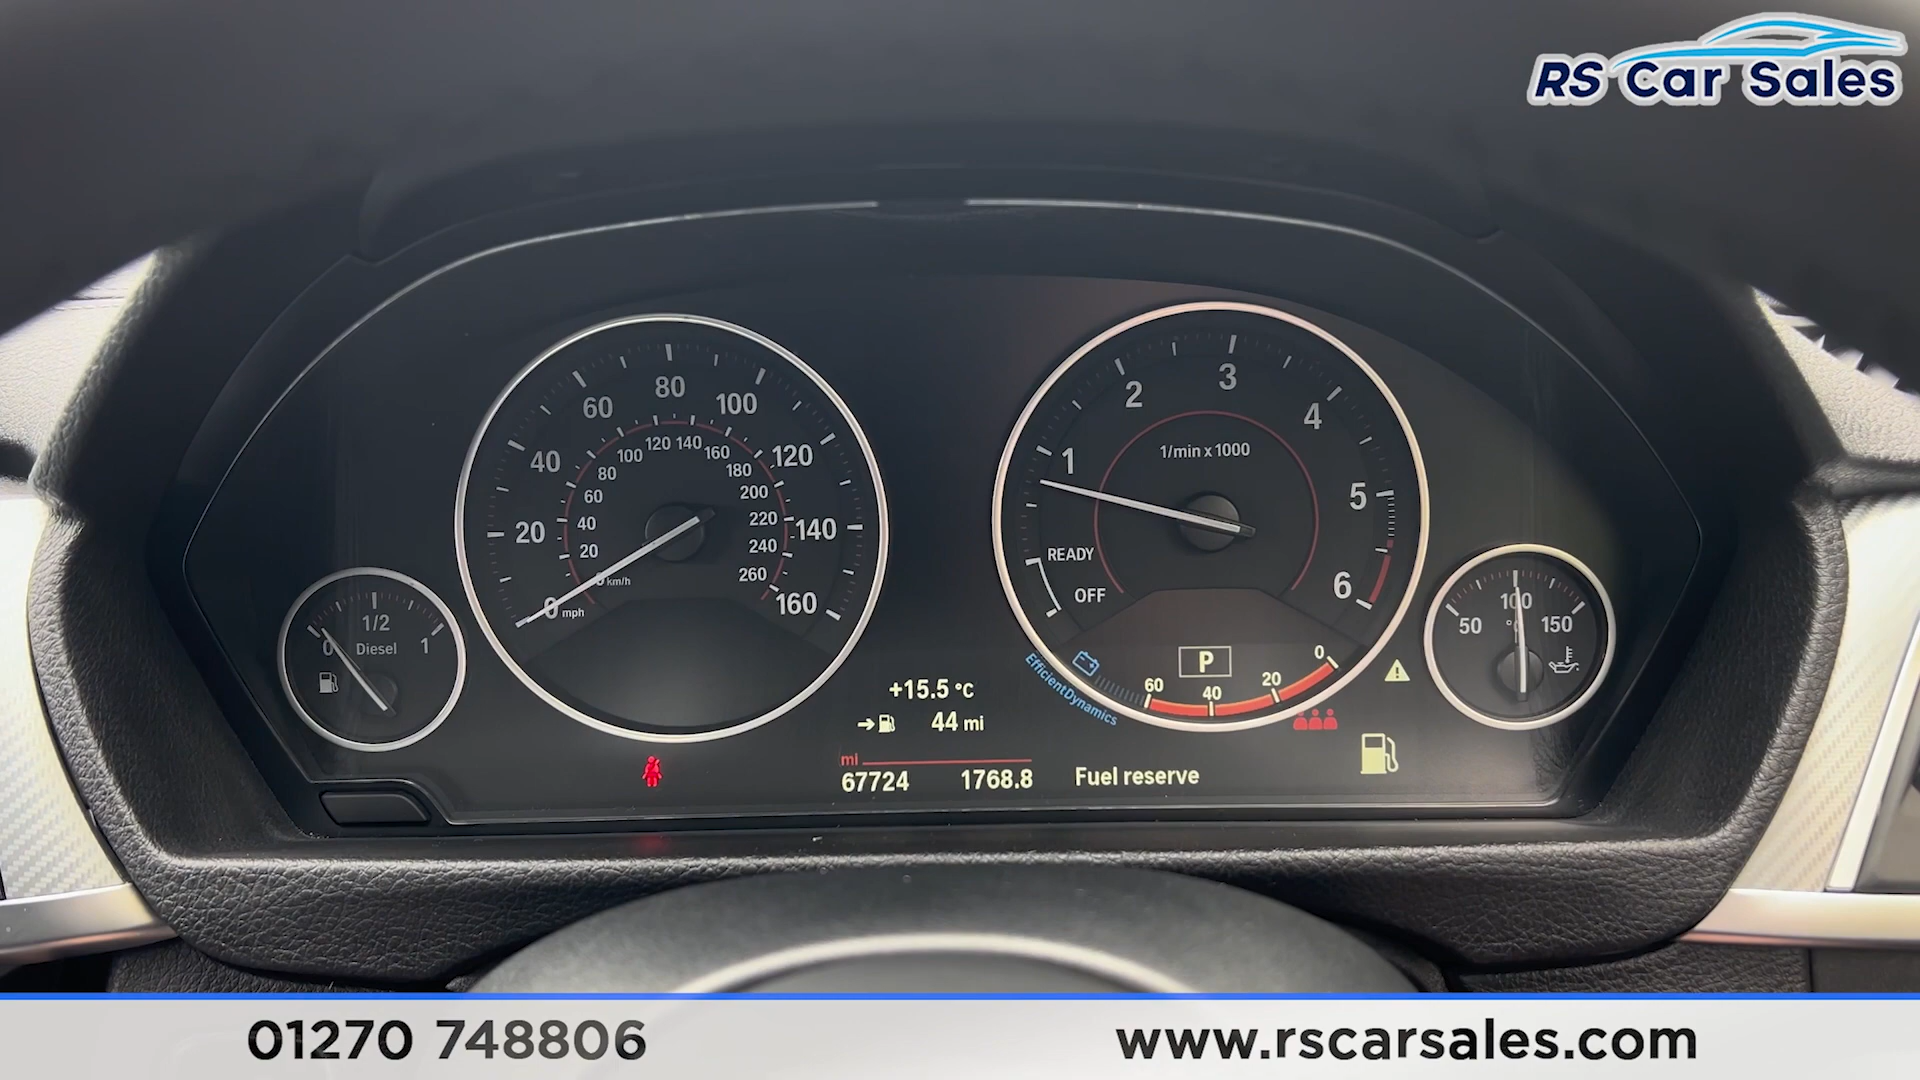 RS Car Sales
0 20 40 60 80 100 120 140 160
mph
20 40 60 80 100 120 140 160 180 200 220 240 260
km/h
0 1/2 1
Diesel
1 2 3 4 5 6
1/min x 1000
READY
OFF
P
60 40 20 0
EfficientDynamics
50 100 150
°C
+15.5 °C
44 mi
mi
67724 1768.8
Fuel reserve
01270 748806
www.rscarsales.com